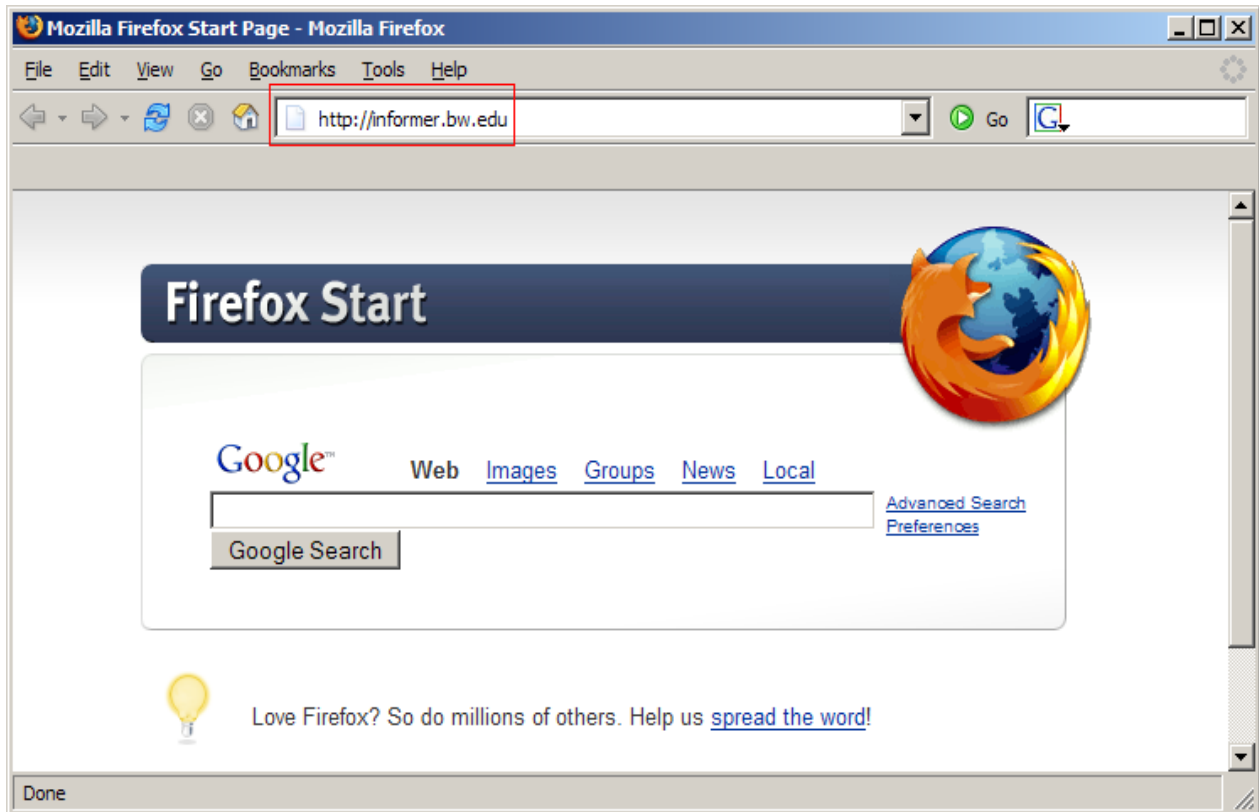 Mozilla Firefox Start Page - Mozilla Firefox
File Edit View Go Bookmarks Tools Help
http://informer.bw.edu Go G
Firefox Start
Google™ Web Images Groups News Local
Advanced Search
Preferences
Google Search
Love Firefox? So do millions of others. Help us spread the word!
Done